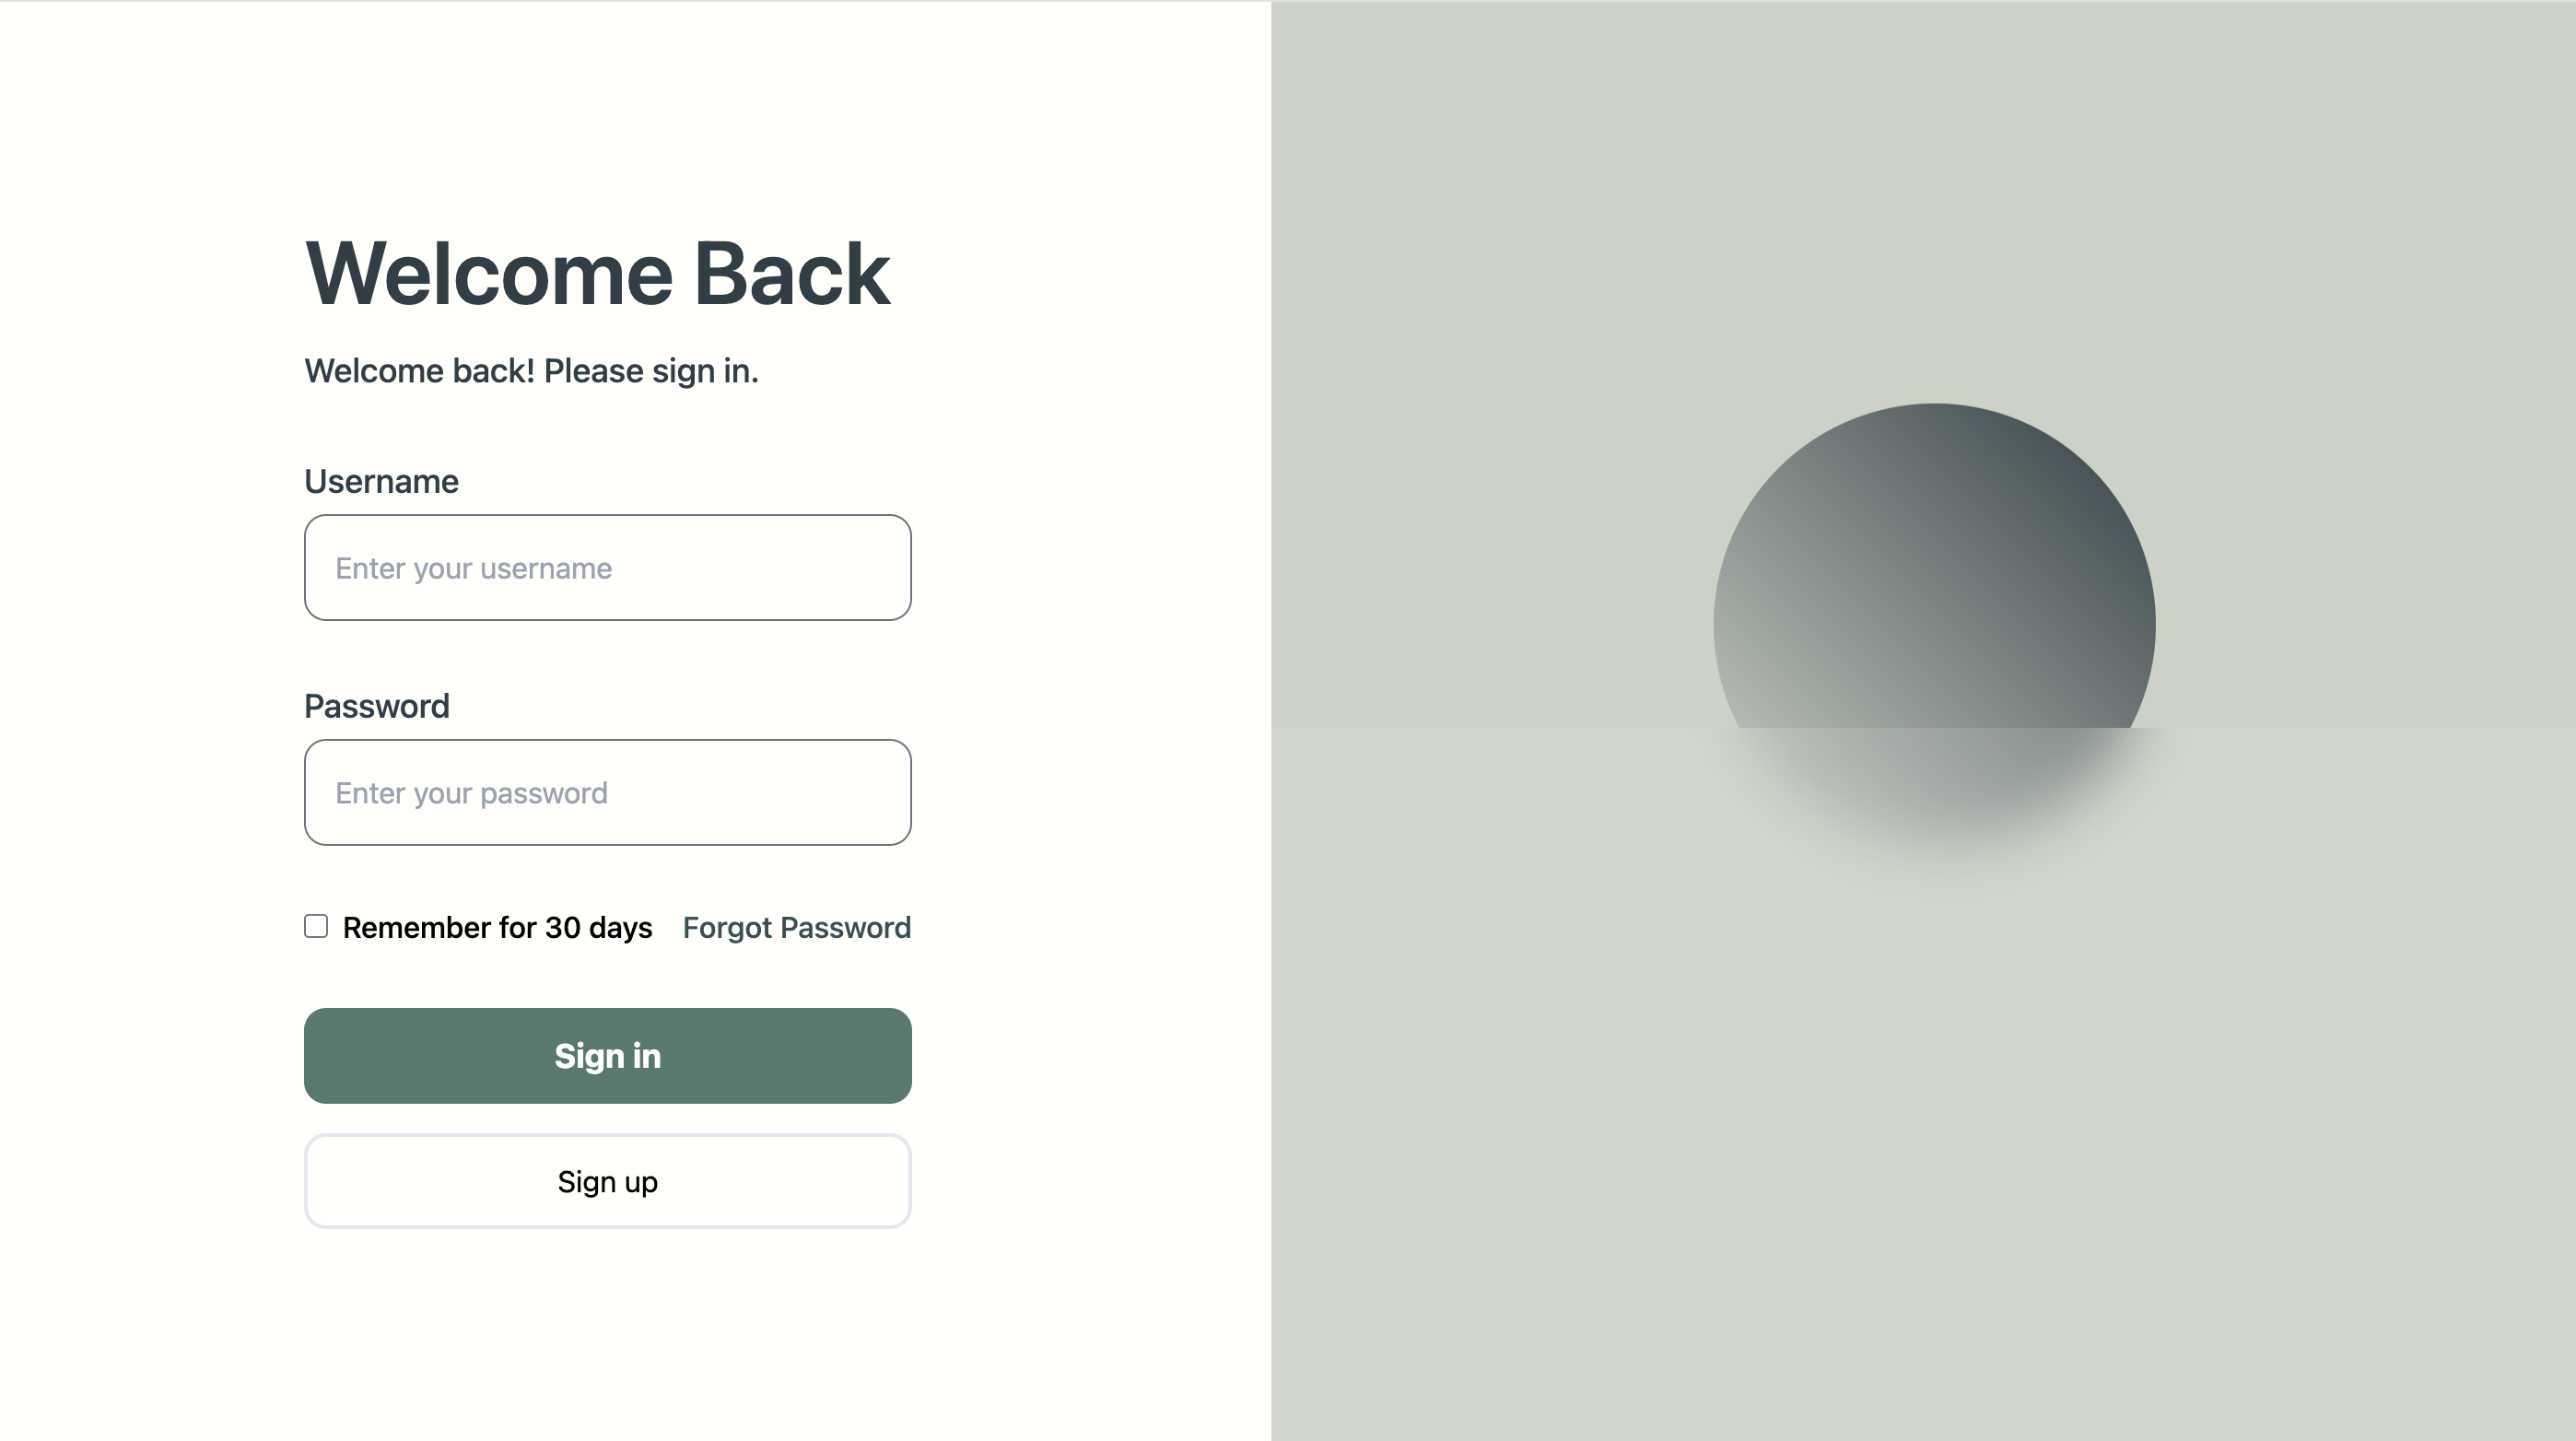 Welcome Back
Welcome back! Please sign in.
Username
Enter your username
Password
Enter your password
Remember for 30 days Forgot Password
Sign in
Sign up